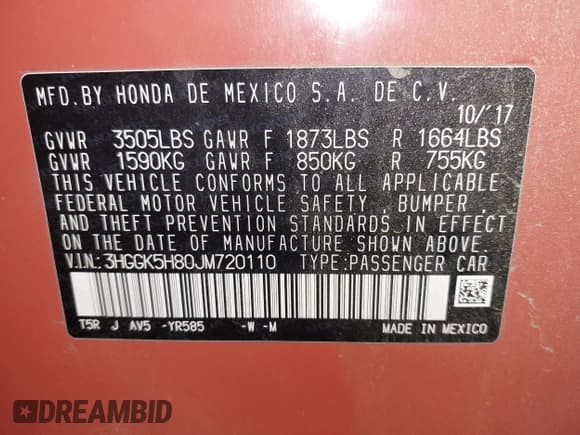 MFD. BY HONDA DE MEXICO S.A. DE C.V.
10/'17
GVWR 3505LBS GAWR F 1873LBS R 1664LBS
GVWR 1590KG GAWR F 850KG R 755KG
THIS VEHICLE CONFORMS TO ALL APPLICABLE
FEDERAL MOTOR VEHICLE SAFETY, BUMPER,
AND THEFT PREVENTION STANDARDS IN EFFECT
ON THE DATE OF MANUFACTURE SHOWN ABOVE.
V.I.N: 3HGGK5H80JM720110 TYPE:PASSENGER CAR
T5R J AV5 -YR585 -W -M MADE IN MEXICO
DREAMBID